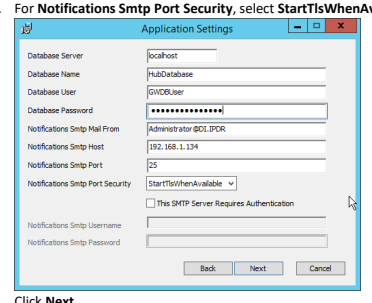 For Notifications Smtp Port Security, select StartTlsWhenAv
Application Settings
Database Server localhost
Database Name HubDatabase
Database User GWDBUser
Database Password •••••••••••••••
Notifications Smtp Mail From Administrator@DI.IPDR
Notifications Smtp Host 192.168.1.134
Notifications Smtp Port 25
Notifications Smtp Port Security StartTlsWhenAvailable
This SMTP Server Requires Authentication
Notifications Smtp Username
Notifications Smtp Password
Back Next Cancel
Click Next